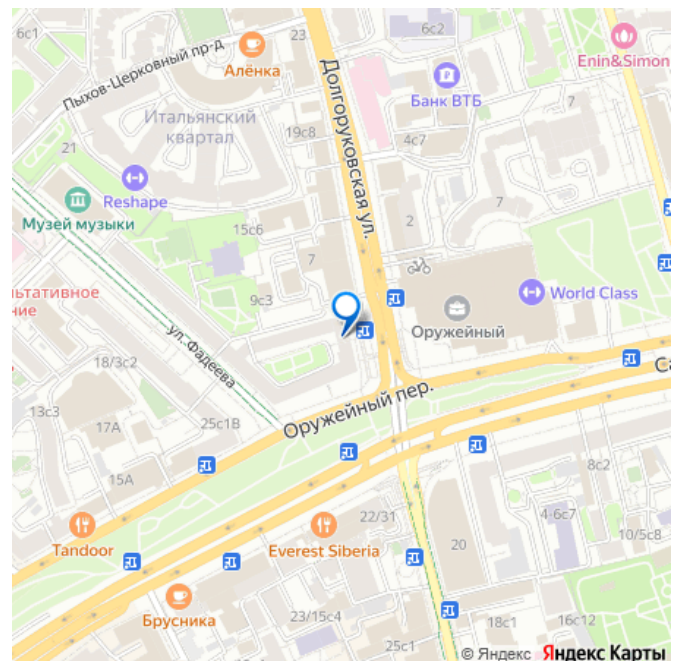 6с1
23
6с2
Алёнка
Enin&Simon
Пыхов-Церковный пр-д
Долгоруковская ул.
Банк ВТБ
Итальянский
квартал
7
19с8
4с7
21
Reshape
7
Музей музыки
2
15с6
7
льтативное
ние
9с3
World Class
Оружейный
ул. Фадеева
18/3с2
Са
Оружейный пер.
13с3
17А
25с1В
15А
8с2
22/31
4-6с7
Tandoor
Everest Siberia
20
10/5с8
Брусника
23/15с4
18с1
16с12
25с1
© Яндекс Яндекс Карты